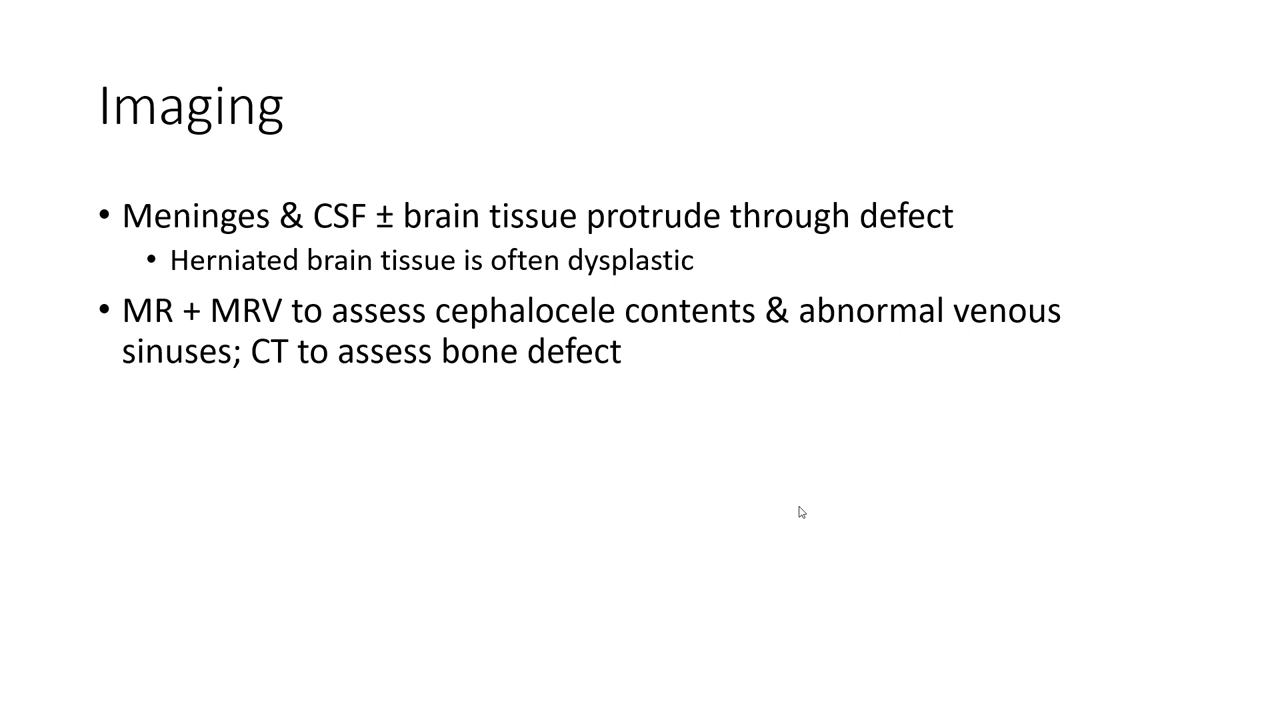 Imaging
• Meninges & CSF ± brain tissue protrude through defect
• Herniated brain tissue is often dysplastic
• MR + MRV to assess cephalocele contents & abnormal venous
sinuses; CT to assess bone defect